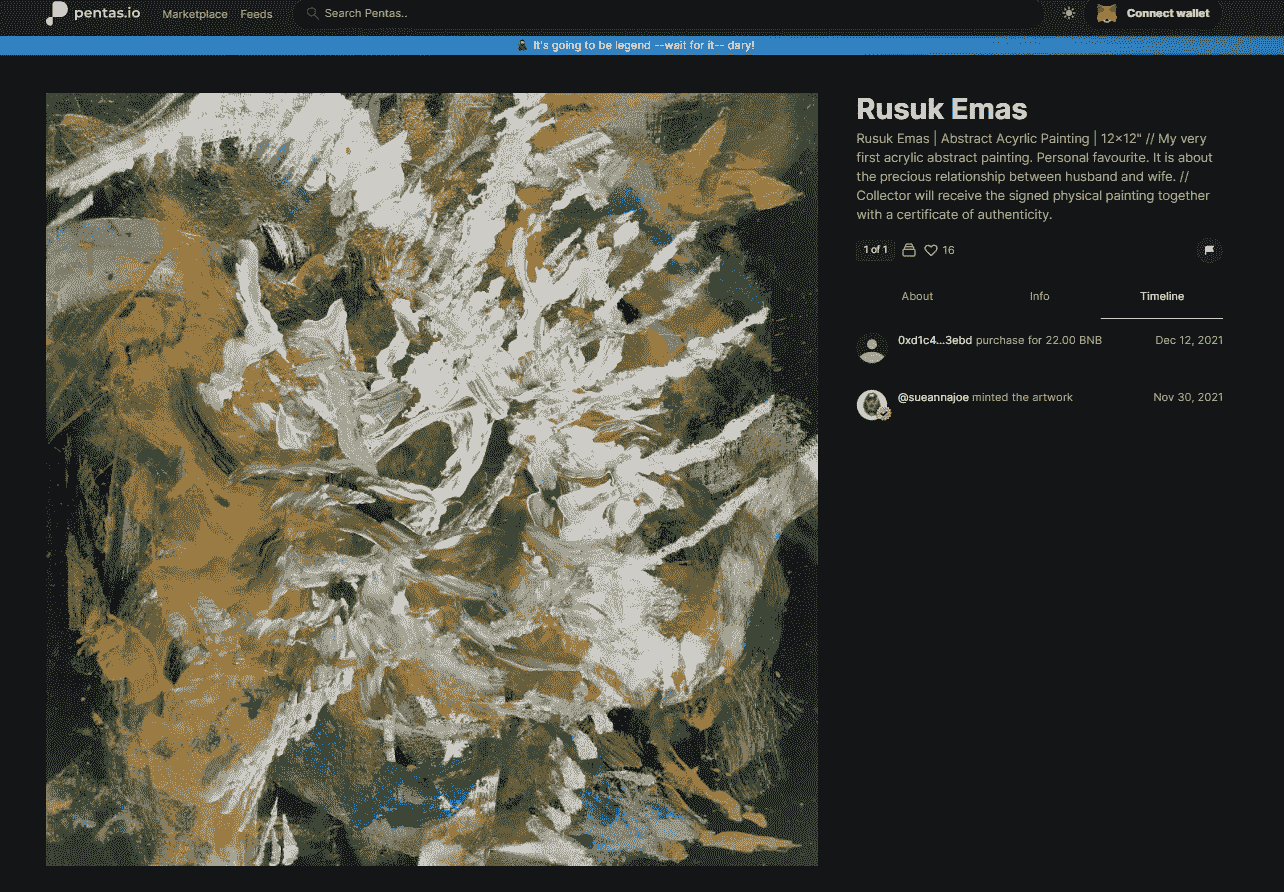 pentas.io Marketplace Feeds Search Pentas.. Connect wallet
It's going to be legend --wait for it-- dary!
Rusuk Emas
Rusuk Emas | Abstract Acyrlic Painting | 12×12" // My very
first acrylic abstract painting. Personal favourite. It is about
the precious relationship between husband and wife. //
Collector will receive the signed physical painting together
with a certificate of authenticity.
1 of 1 16
About Info Timeline
0xd1c4...3ebd purchase for 22.00 BNB Dec 12, 2021
@sueannajoe minted the artwork Nov 30, 2021